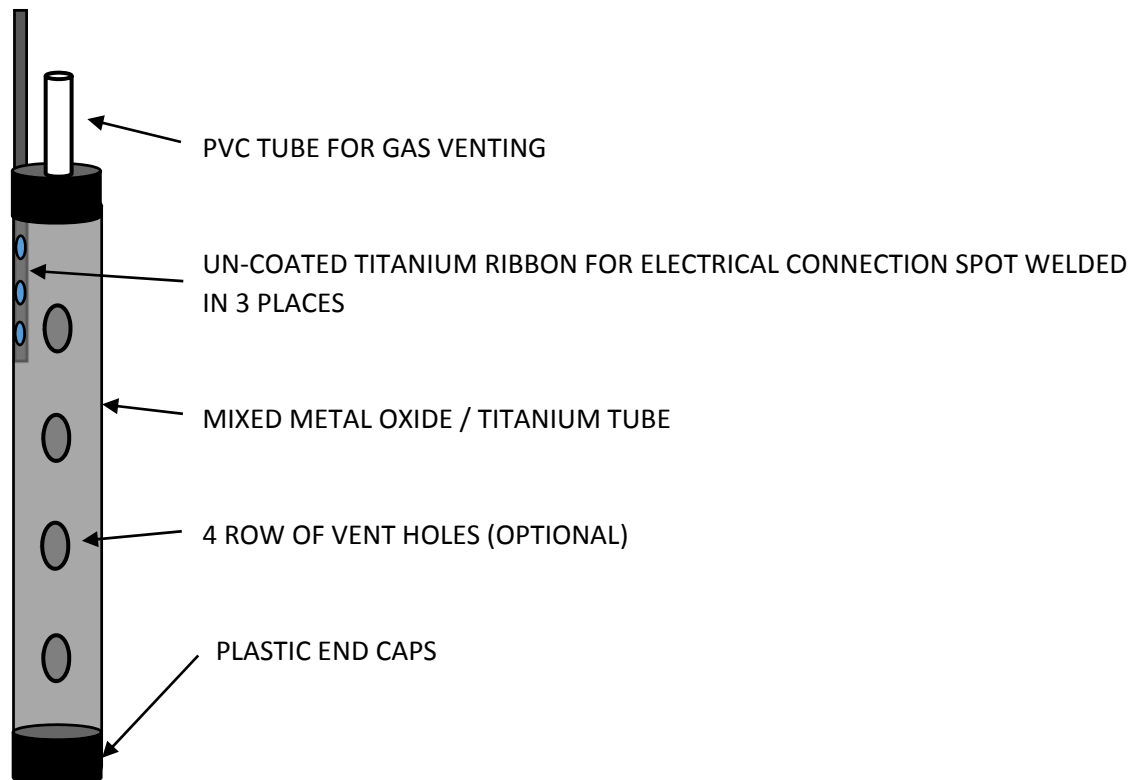 PVC TUBE FOR GAS VENTING
UN-COATED TITANIUM RIBBON FOR ELECTRICAL CONNECTION SPOT WELDED
IN 3 PLACES
MIXED METAL OXIDE / TITANIUM TUBE
4 ROW OF VENT HOLES (OPTIONAL)
PLASTIC END CAPS